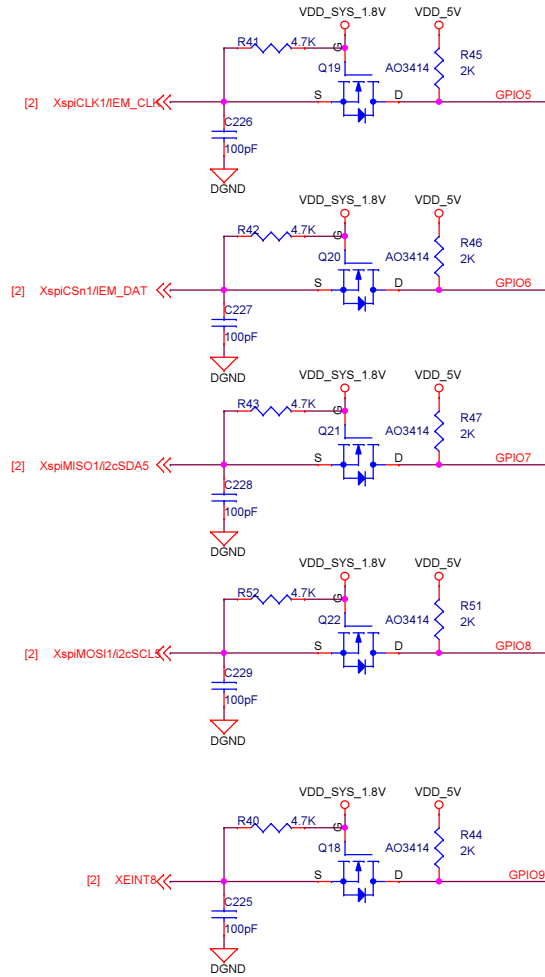 VDD_SYS_1.8V VDD_5V
R41 4.7K G R45
Q19 AO3414 2K
[2] XspiCLK1/IEM_CLK S D GPIO5
C226
100pF
DGND
VDD_SYS_1.8V VDD_5V
R42 4.7K G R46
Q20 AO3414 2K
[2] XspiCSn1/IEM_DAT S D GPIO6
C227
100pF
DGND
VDD_SYS_1.8V VDD_5V
R43 4.7K G R47
Q21 AO3414 2K
[2] XspiMISO1/i2cSDA5 S D GPIO7
C228
100pF
DGND
VDD_SYS_1.8V VDD_5V
R52 4.7K G R51
Q22 AO3414 2K
[2] XspiMOSI1/i2cSCL5 S D GPIO8
C229
100pF
DGND
VDD_SYS_1.8V VDD_5V
R40 4.7K G R44
Q18 AO3414 2K
[2] XEINT8 S D GPIO9
C225
100pF
DGND